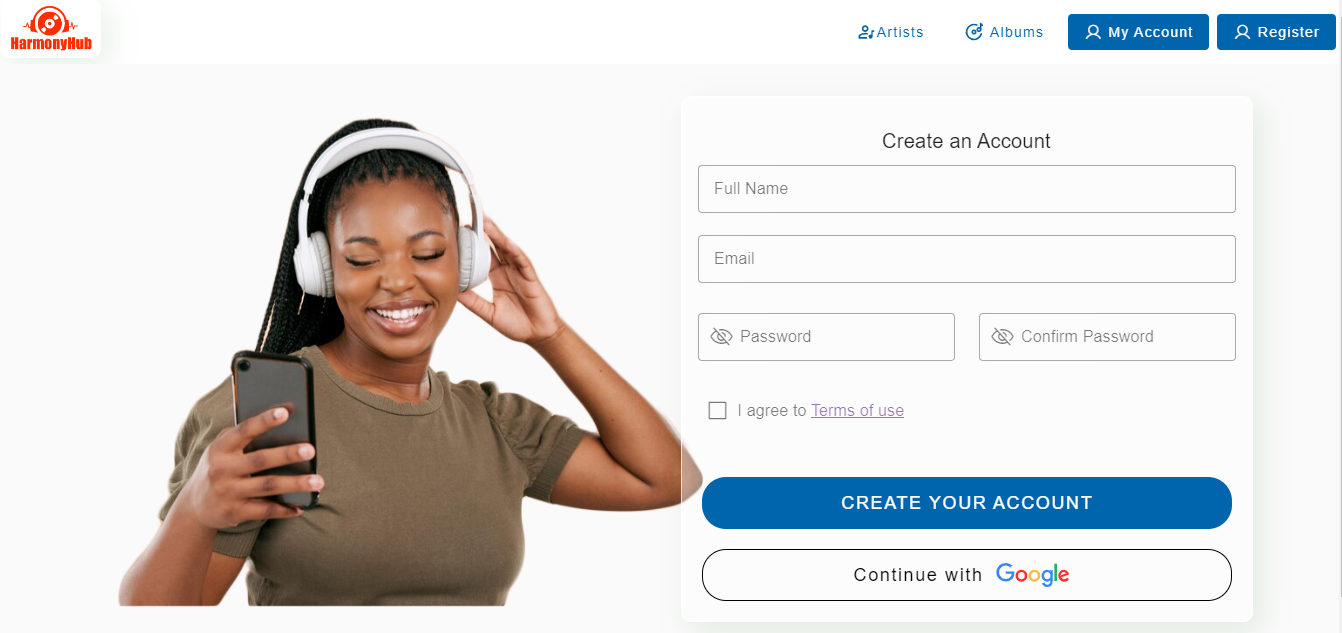 HarmonyHub
Artists
Albums
My Account
Register
Create an Account
Full Name
Email
Password
Confirm Password
I agree to Terms of use
CREATE YOUR ACCOUNT
Continue with Google